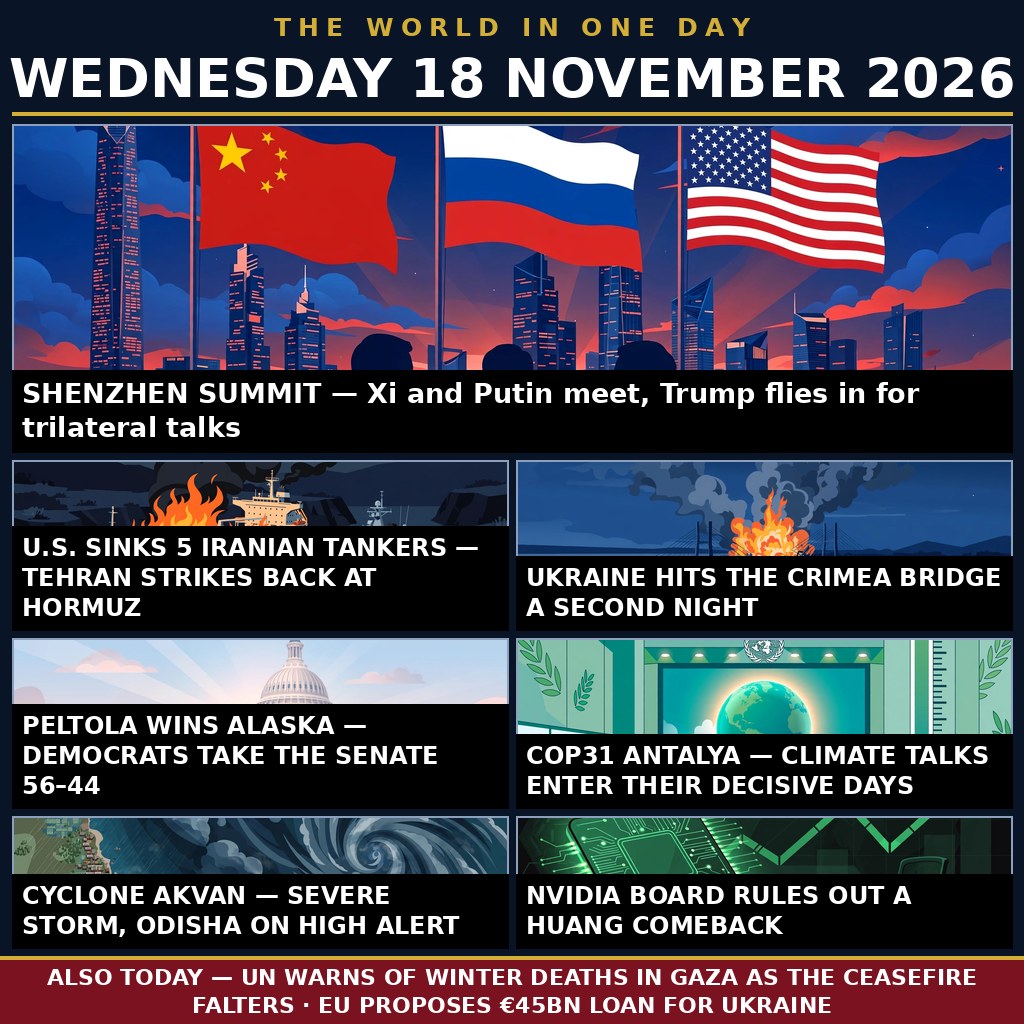 THE WORLD IN ONE DAY
WEDNESDAY 18 NOVEMBER 2026
SHENZHEN SUMMIT — Xi and Putin meet, Trump flies in for
trilateral talks
U.S. SINKS 5 IRANIAN TANKERS —
TEHRAN STRIKES BACK AT
HORMUZ
UKRAINE HITS THE CRIMEA BRIDGE
A SECOND NIGHT
PELTOLA WINS ALASKA —
DEMOCRATS TAKE THE SENATE
56–44
COP31 ANTALYA — CLIMATE TALKS
ENTER THEIR DECISIVE DAYS
CYCLONE AKVAN — SEVERE
STORM, ODISHA ON HIGH ALERT
NVIDIA BOARD RULES OUT A
HUANG COMEBACK
ALSO TODAY — UN WARNS OF WINTER DEATHS IN GAZA AS THE CEASEFIRE
FALTERS · EU PROPOSES €45BN LOAN FOR UKRAINE